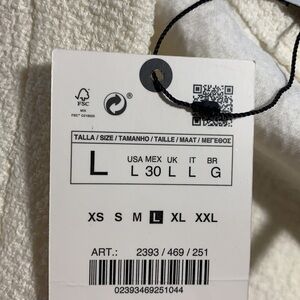 FSC
MIX
TALLA / SIZE / TAMANHO / TAILLE / MAAT / ΜΕΓΕΘΟΣ
L USA MEX UK IT BR
L 30 L L G
XS S M L XL XXL
ART.: 2393 / 469 / 251
02393469251044